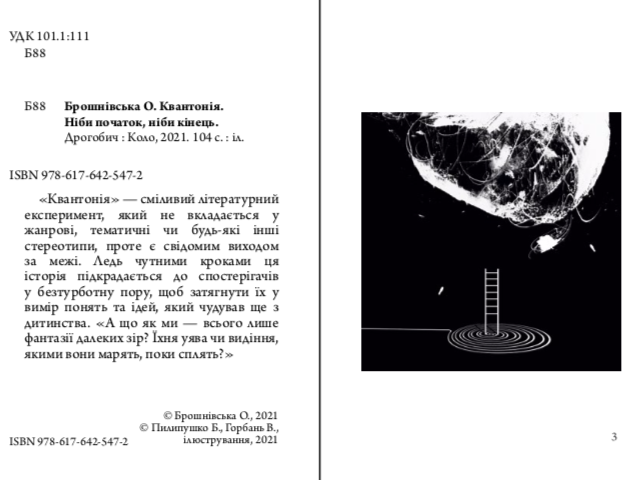 УДК 101.1:111
Б88
Б88 Брошнівська О. Квантонія.
Ніби початок, ніби кінець.
Дрогобич : Коло, 2021. 104 с. : іл.
ISBN 978-617-642-547-2
«Квантонія» — сміливий літературний
експеримент, який не вкладається у
жанрові, тематичні чи будь-які інші
стереотипи, проте є свідомим виходом
за межі. Ледь чутними кроками ця
історія підкрадається до спостерігачів
у безтурботну пору, щоб затягнути їх у
вимір понять та ідей, який чудував ще з
дитинства. «А що як ми — всього лише
фантазії далеких зір? Їхня уява чи видіння,
якими вони марять, поки сплять?»
© Брошнівська О., 2021
© Пилипушко Б., Горбань В.,
ілюстрування, 2021
ISBN 978-617-642-547-2
3